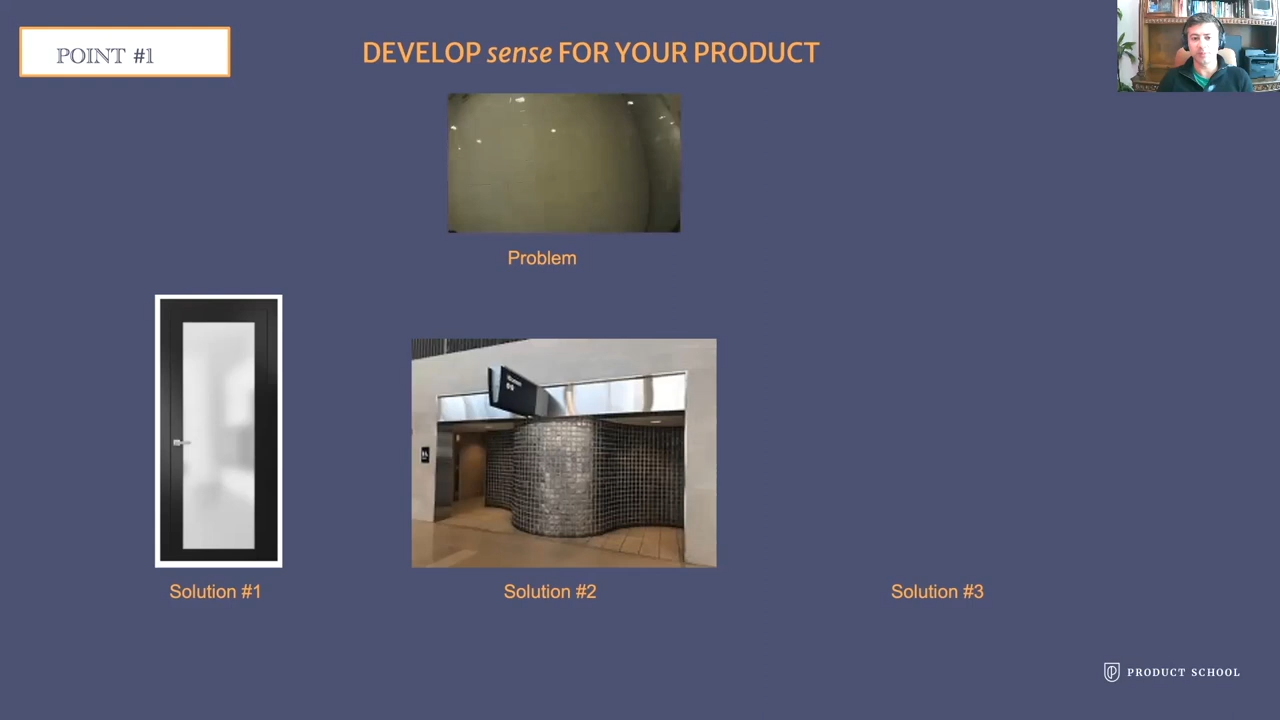 POINT #1
DEVELOP sense FOR YOUR PRODUCT
Problem
Solution #1
Solution #2
Solution #3
PRODUCT SCHOOL